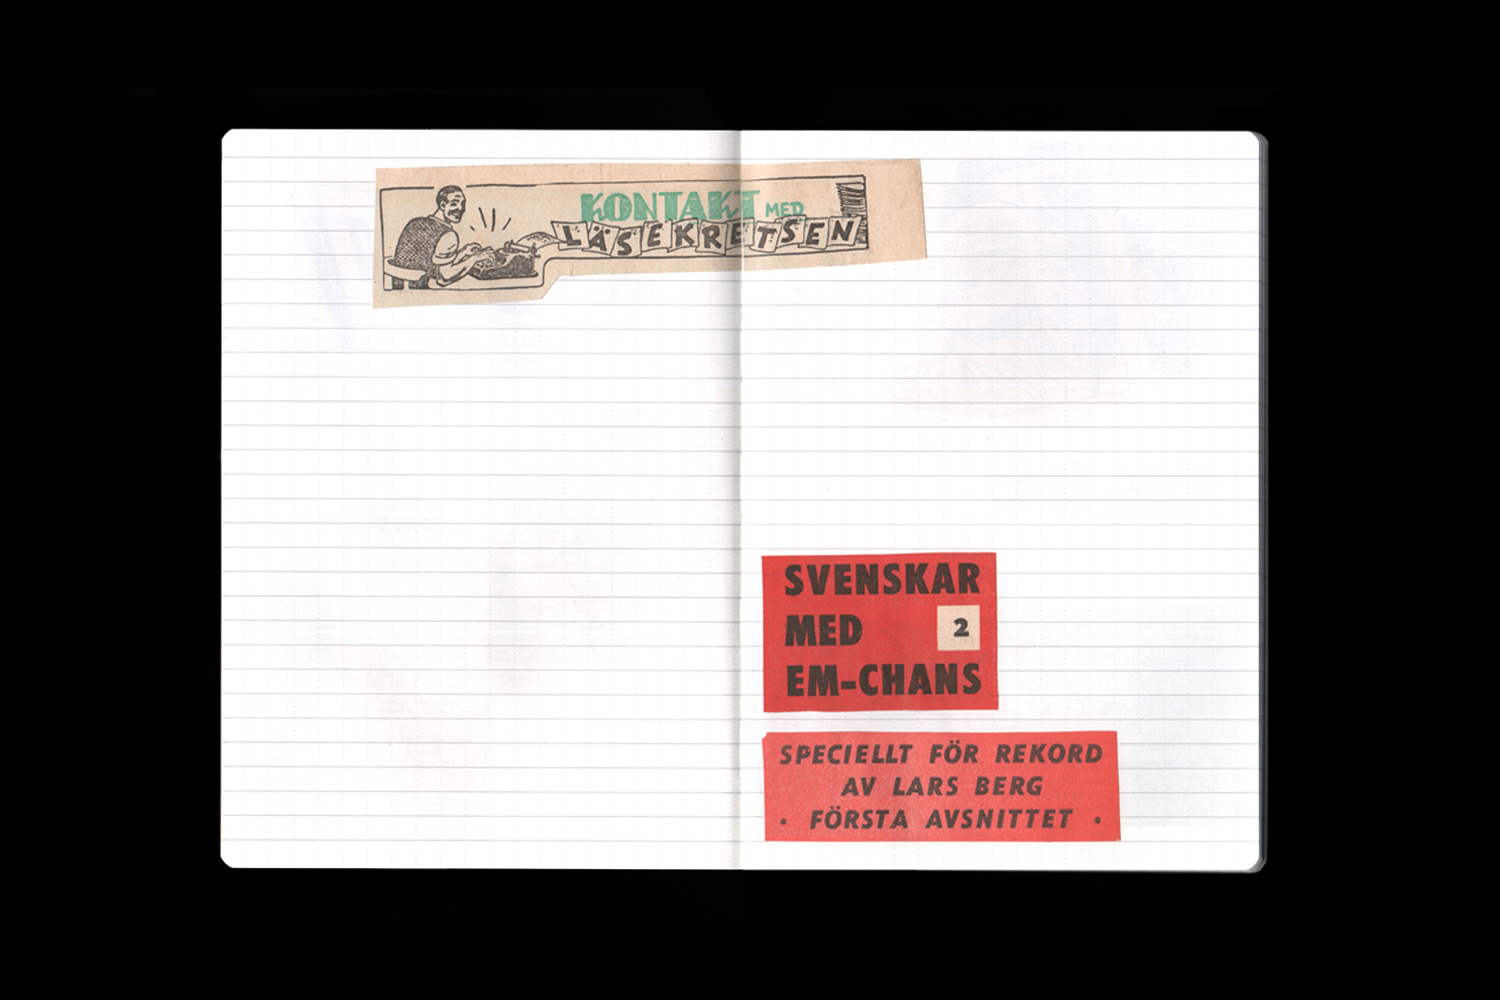 KONTAKT MED
LÄSEKRETSEN
SVENSKAR
MED 2
EM-CHANS
SPECIELLT FÖR REKORD
AV LARS BERG
· FÖRSTA AVSNITTET ·